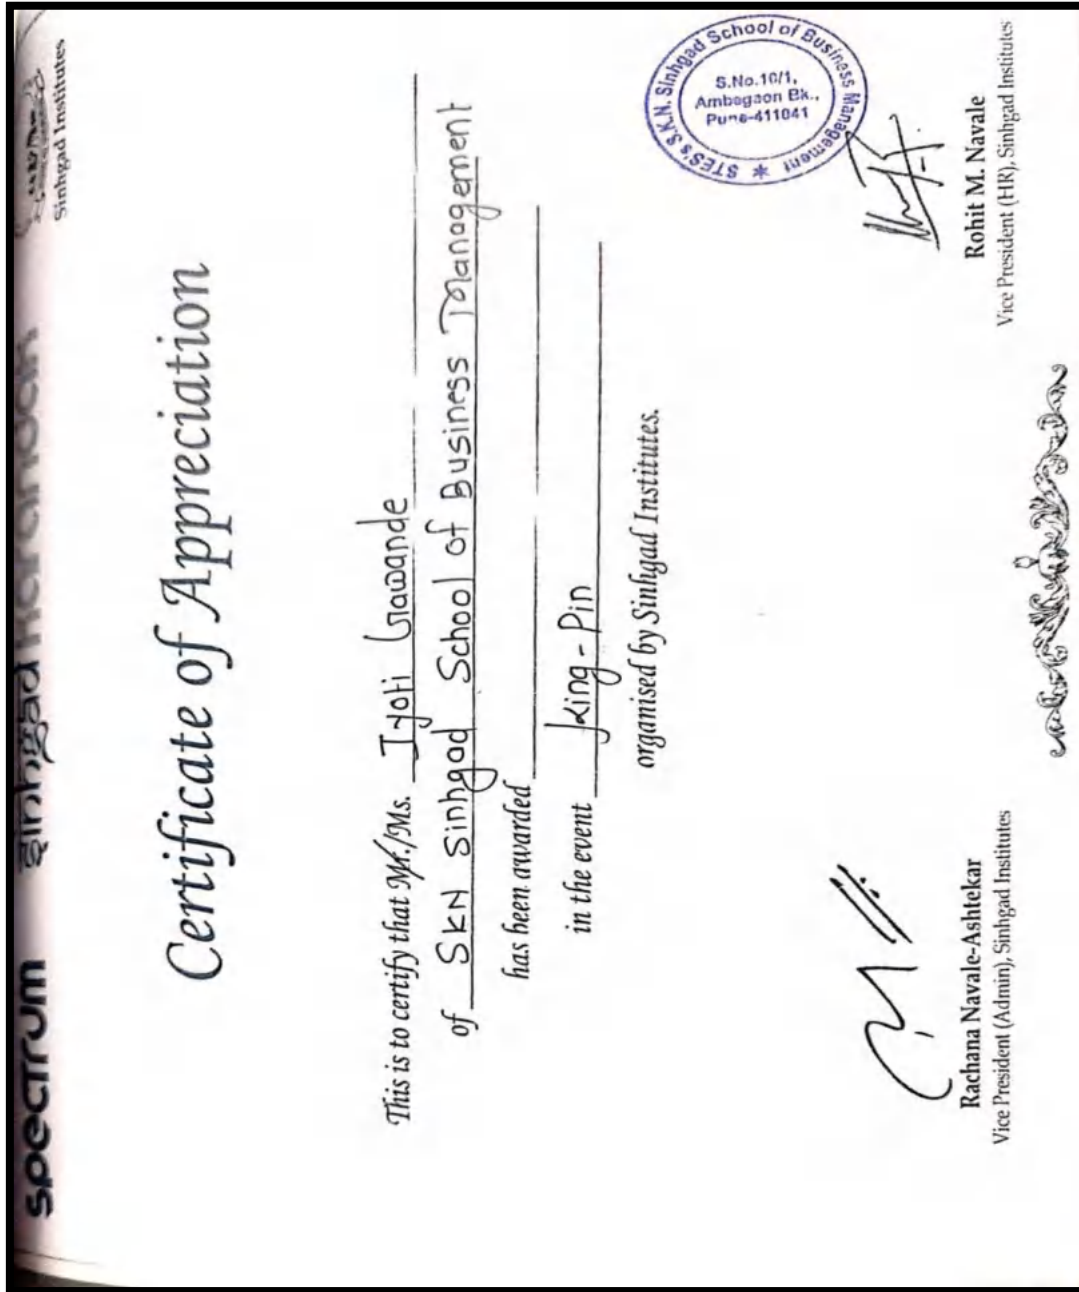 spectrum sinhgad karandak
Sinhgad Institutes
Certificate of Appreciation
This is to certify that Mr./Ms. Jyoti Gawande
of SKN Sinhgad School of Business Management
has been awarded
in the event King-Pin
organised by Sinhgad Institutes.
STES's S.K.N. Sinhgad School of Business Management
S.No.10/1,
Ambegaon Bk.,
Pune-411041
Rachana Navale-Ashtekar
Vice President (Admin), Sinhgad Institutes
Rohit M. Navale
Vice President (HR), Sinhgad Institutes